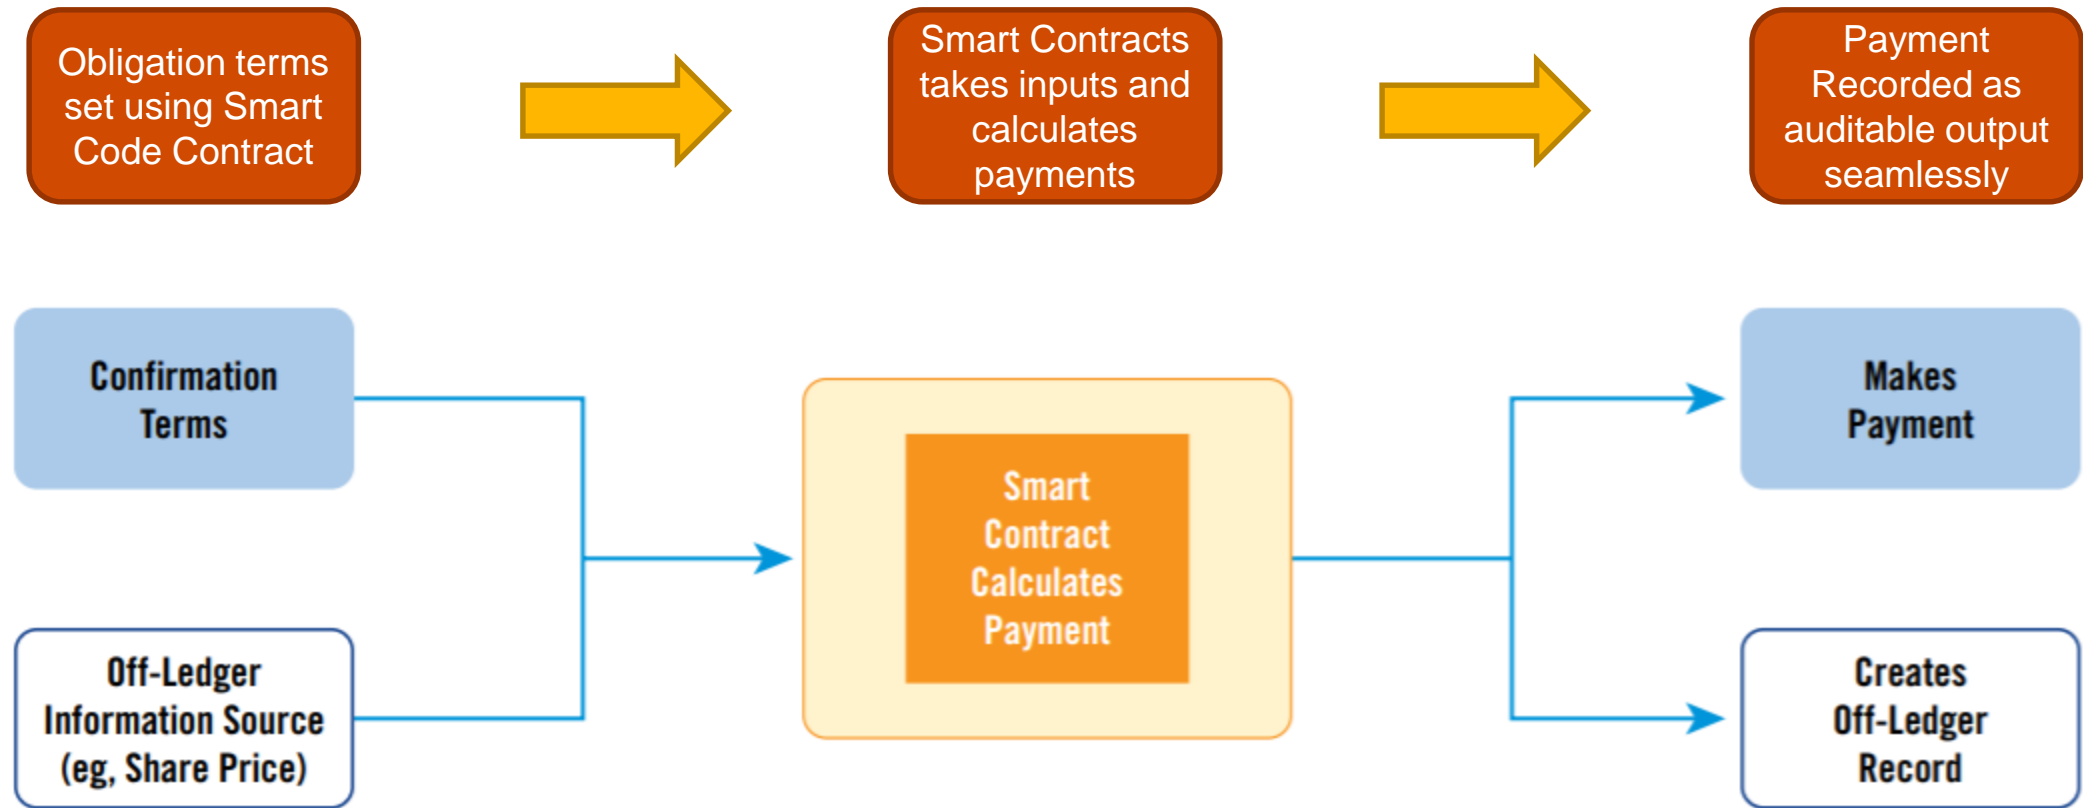 Obligation terms
set using Smart
Code Contract
Smart Contracts
takes inputs and
calculates
payments
Payment
Recorded as
auditable output
seamlessly
Confirmation
Terms
Off-Ledger
Information Source
(eg, Share Price)
Smart
Contract
Calculates
Payment
Makes
Payment
Creates
Off-Ledger
Record